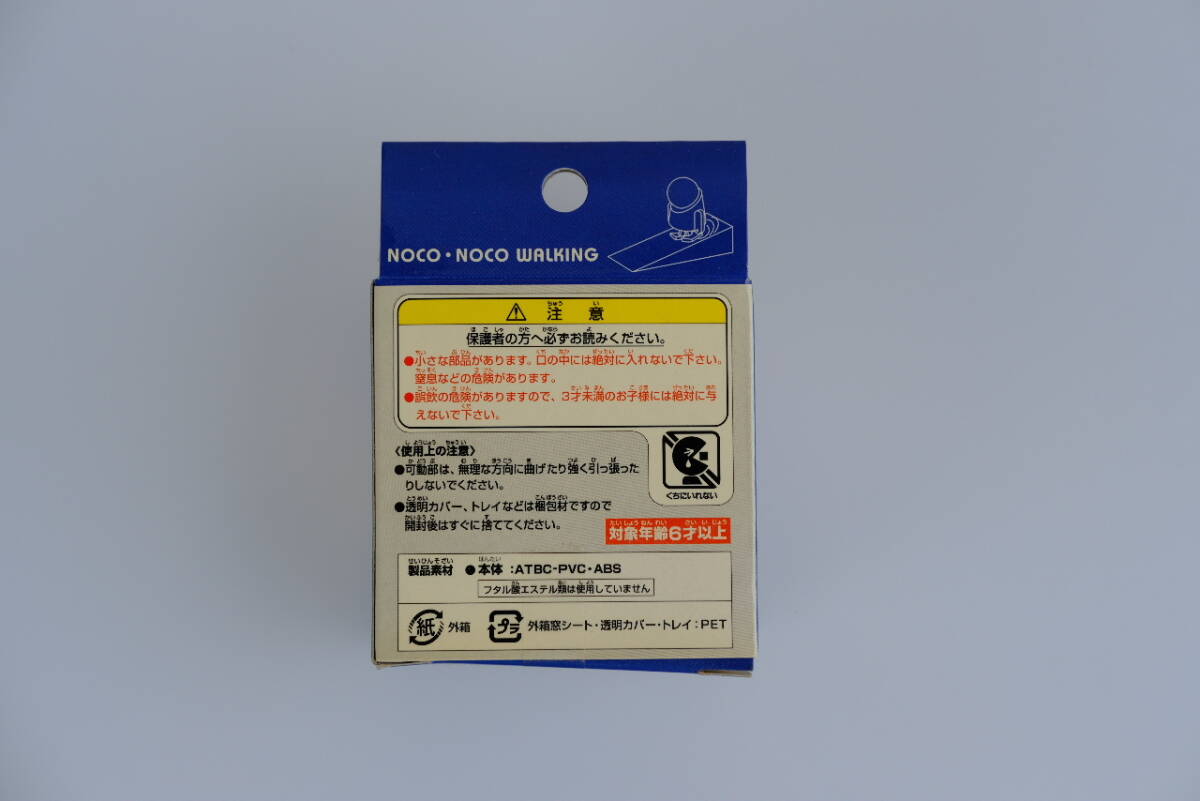 NOCO・NOCO WALKING
⚠ 注意
保護者の方へ必ずお読みください。
●小さな部品があります。口の中には絶対に入れないで下さい。
窒息などの危険があります。
●誤飲の危険がありますので、3才未満のお子様には絶対に与
えないで下さい。
〈使用上の注意〉
●可動部は、無理な方向に曲げたり強く引っ張った
りしないでください。
●透明カバー、トレイなどは梱包材ですので
開封後はすぐに捨ててください。
くちにいれない
対象年齢6才以上
製品素材 ●本体:ATBC-PVC・ABS
フタル酸エステル類は使用していません
紙 外箱 プラ 外箱窓シート・透明カバー・トレイ:PET